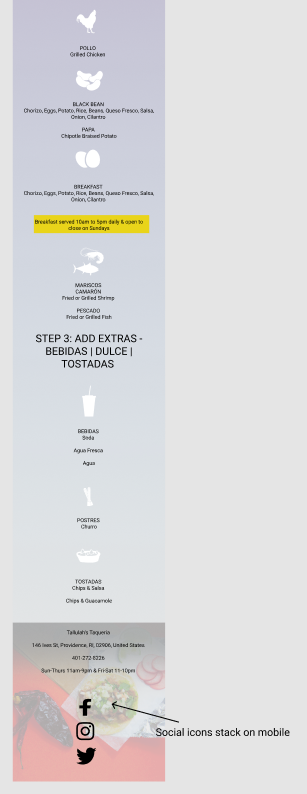 POLLO
Grilled Chicken
BLACK BEAN
Chorizo, Eggs, Potato, Rice, Beans, Queso Fresco, Salsa,
Onion, Cilantro
PAPA
Chipotle Braised Potato
BREAKFAST
Chorizo, Eggs, Potato, Rice, Beans, Queso Fresco, Salsa,
Onion, Cilantro
Breakfast served 10am to 5pm daily & open to
close on Sundays
MARISCOS
CAMARÓN
Fried or Grilled Shrimp
PESCADO
Fried or Grilled Fish
STEP 3: ADD EXTRAS -
BEBIDAS | DULCE |
TOSTADAS
BEBIDAS
Soda
Agua Fresca
Agua
POSTRES
Churro
TOSTADAS
Chips & Salsa
Chips & Guacamole
Tallulah's Taqueria
146 Ives St, Providence, RI, 02906, United States
401-272-8226
Sun-Thurs 11am-9pm & Fri-Sat 11-10pm
Social icons stack on mobile